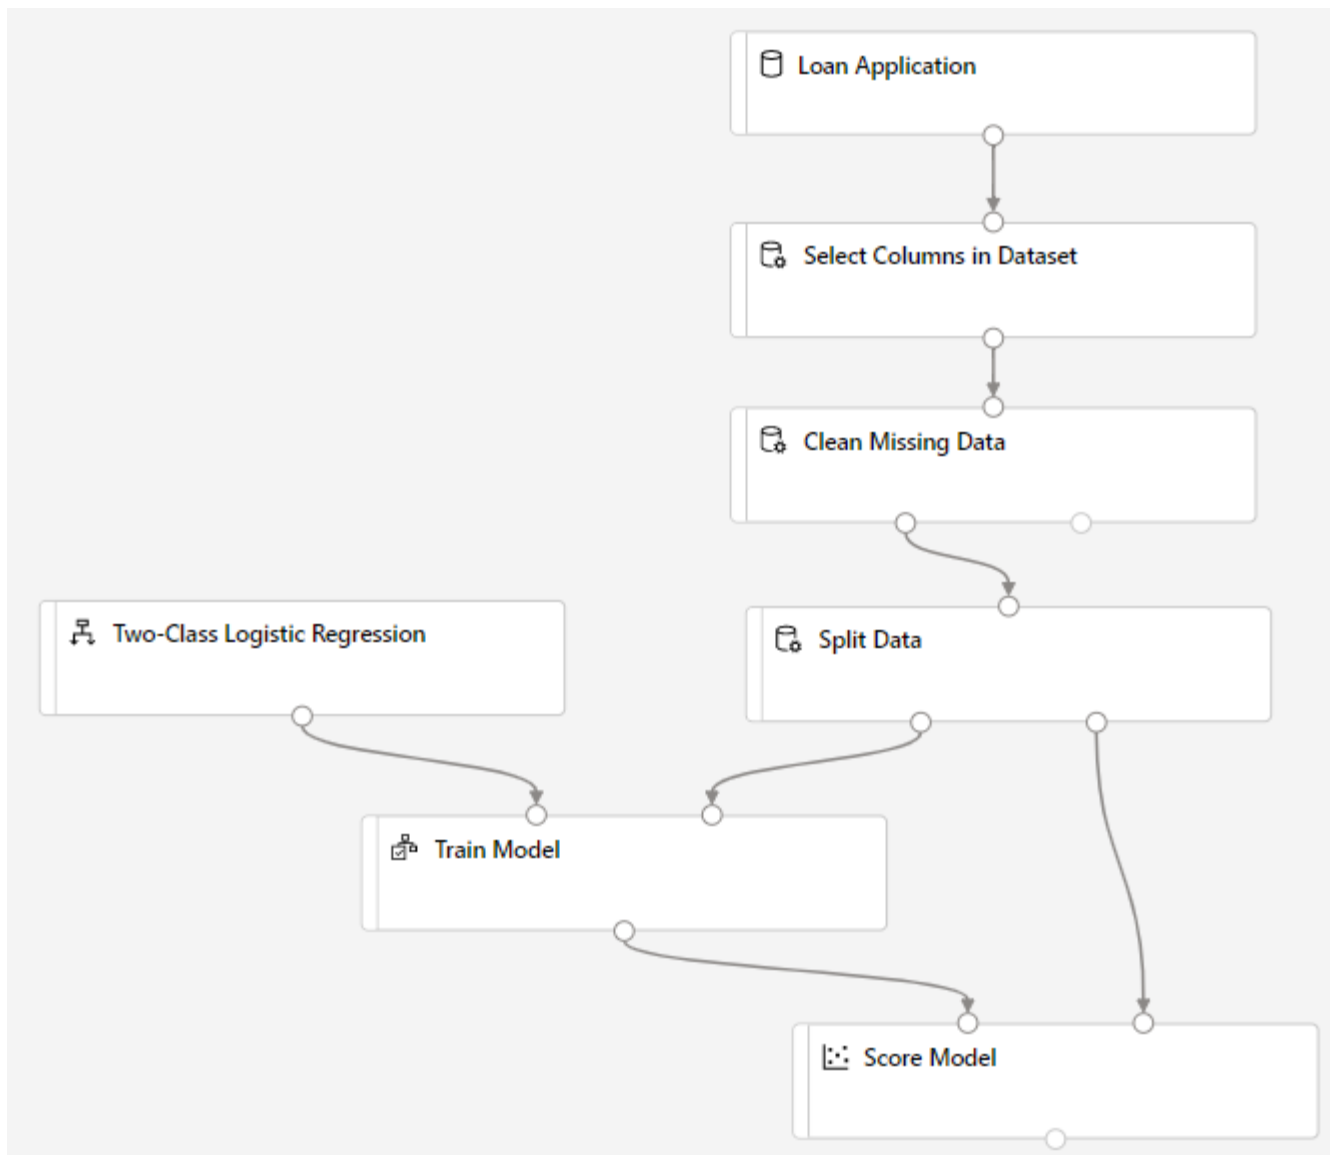 Loan Application
Select Columns in Dataset
Clean Missing Data
Two-Class Logistic Regression
Split Data
Train Model
Score Model